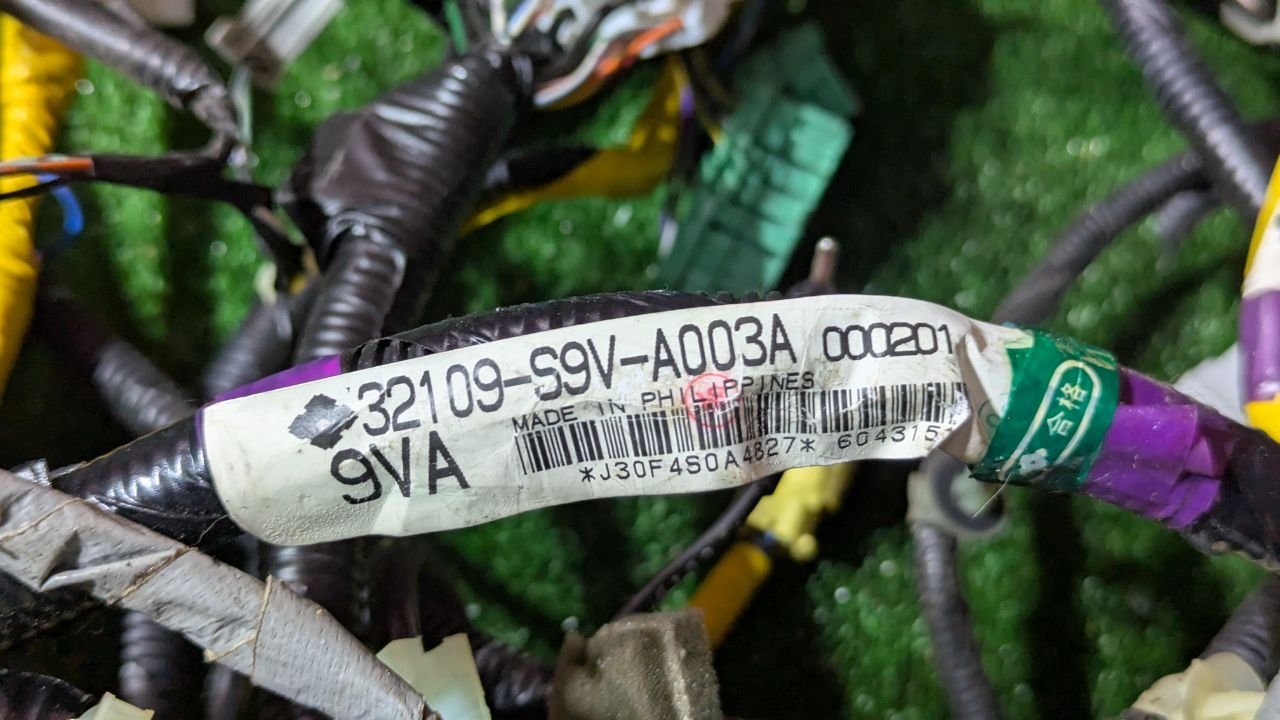 32109-S9V-A003A 000201
MADE IN PHILIPPINES
9VA
*J30F4S0A4827* 604315
合格